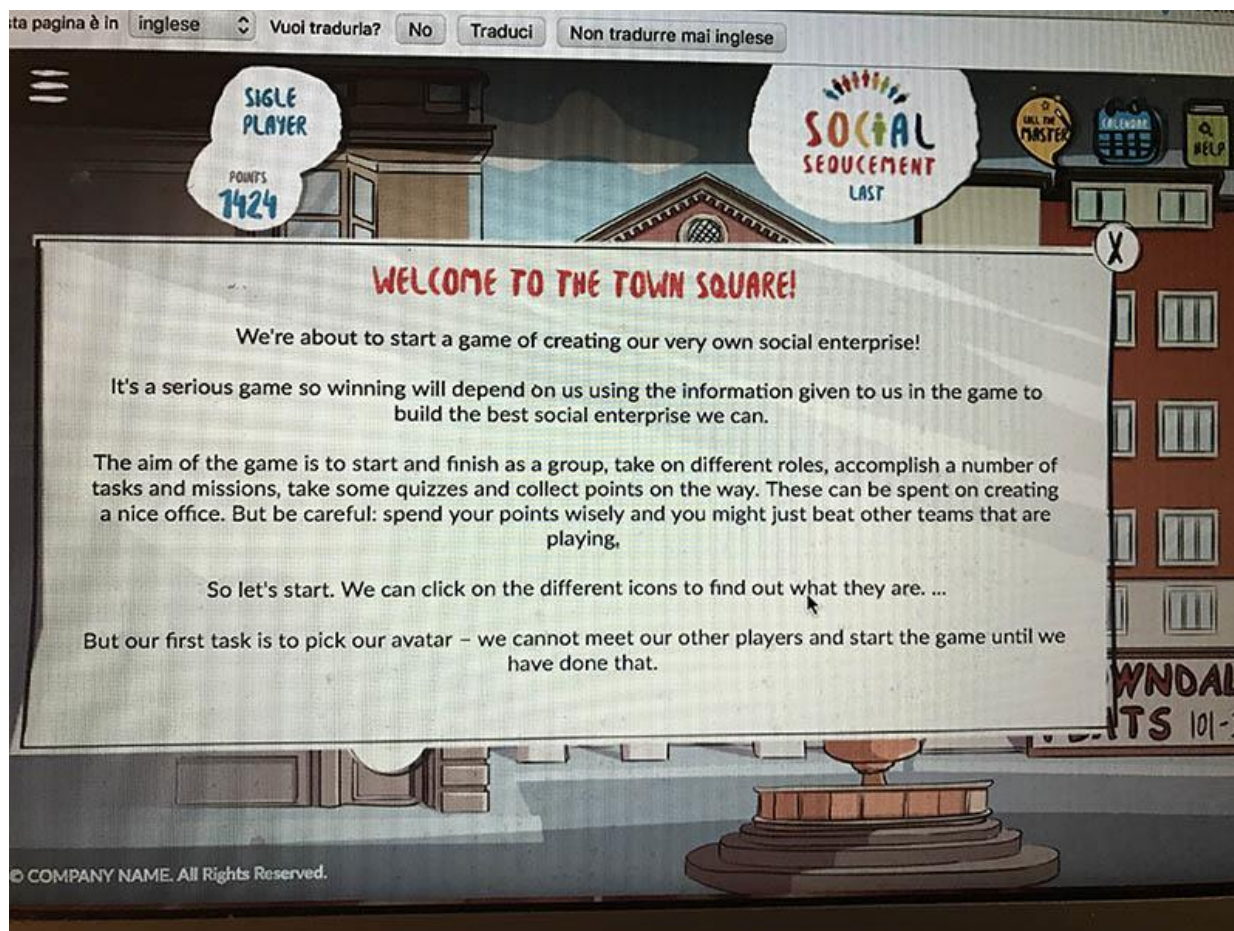 sta pagina è in inglese Vuoi tradurla? No Traduci Non tradurre mai inglese
SIGLE
PLAYER
POINTS
1424
SOCIAL
SEDUCEMENT
LAST
CALL THE
MASTER
CALENDAR
HELP
X
WELCOME TO THE TOWN SQUARE!
We're about to start a game of creating our very own social enterprise!
It's a serious game so winning will depend on us using the information given to us in the game to
build the best social enterprise we can.
The aim of the game is to start and finish as a group, take on different roles, accomplish a number of
tasks and missions, take some quizzes and collect points on the way. These can be spent on creating
a nice office. But be careful: spend your points wisely and you might just beat other teams that are
playing,
So let's start. We can click on the different icons to find out what they are. ...
But our first task is to pick our avatar – we cannot meet our other players and start the game until we
have done that.
WNDAL
ATS 101-
© COMPANY NAME. All Rights Reserved.